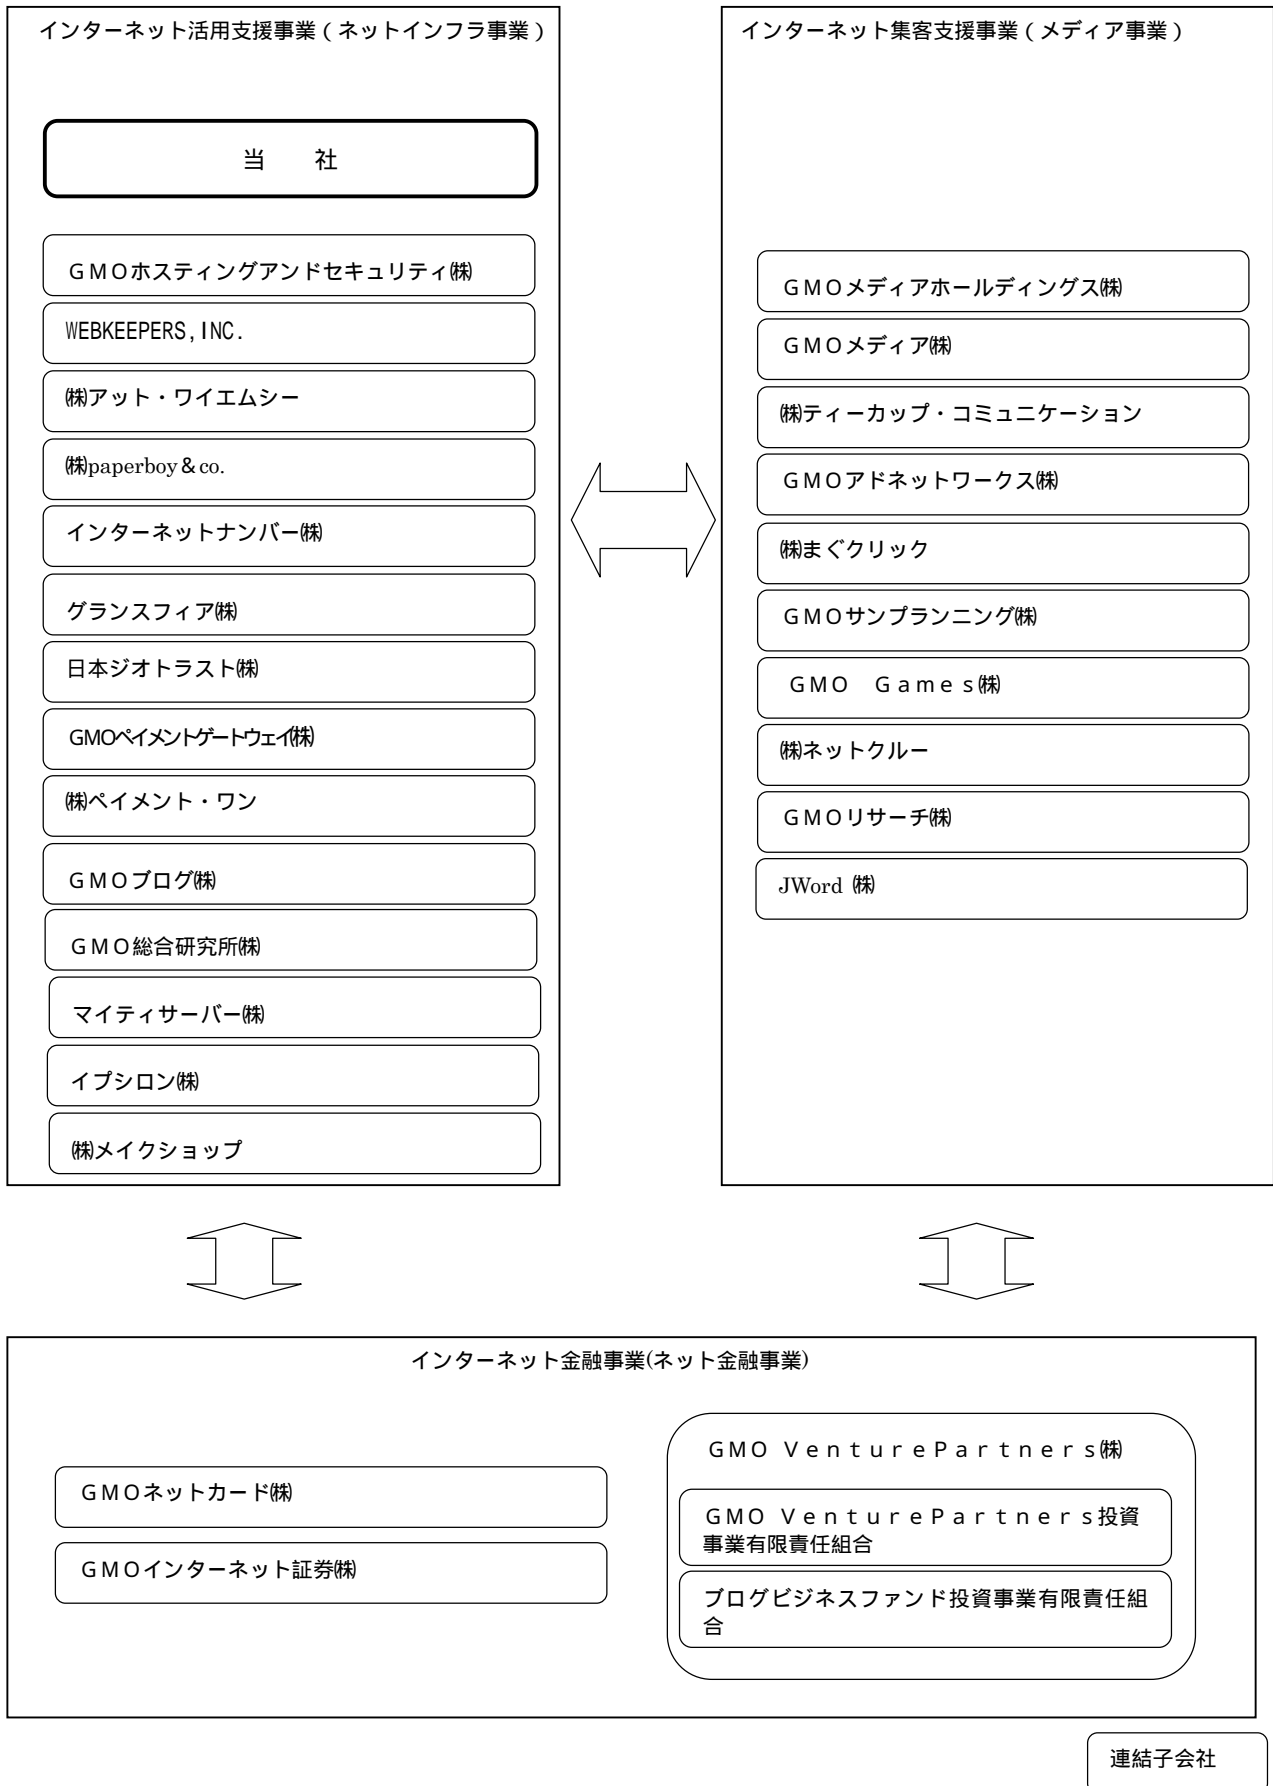 インターネット活用支援事業（ネットインフラ事業）
当　　社
ＧＭＯホスティングアンドセキュリティ㈱
WEBKEEPERS,INC.
㈱アット・ワイエムシー
㈱paperboy＆co.
インターネットナンバー㈱
グランスフィア㈱
日本ジオトラスト㈱
GMOペイメントゲートウェイ㈱
㈱ペイメント・ワン
ＧＭＯブログ㈱
ＧＭＯ総合研究所㈱
マイティサーバー㈱
イプシロン㈱
㈱メイクショップ
インターネット集客支援事業（メディア事業）
ＧＭＯメディアホールディングス㈱
ＧＭＯメディア㈱
㈱ティーカップ・コミュニケーション
ＧＭＯアドネットワークス㈱
㈱まぐクリック
ＧＭＯサンプランニング㈱
ＧＭＯ　Ｇａｍｅｓ㈱
㈱ネットクルー
ＧＭＯリサーチ㈱
JWord ㈱
インターネット金融事業(ネット金融事業)
ＧＭＯネットカード㈱
ＧＭＯインターネット証券㈱
ＧＭＯ ＶｅｎｔｕｒｅＰａｒｔｎｅｒｓ㈱
ＧＭＯ ＶｅｎｔｕｒｅＰａｒｔｎｅｒｓ投資
事業有限責任組合
ブログビジネスファンド投資事業有限責任組
合
連結子会社